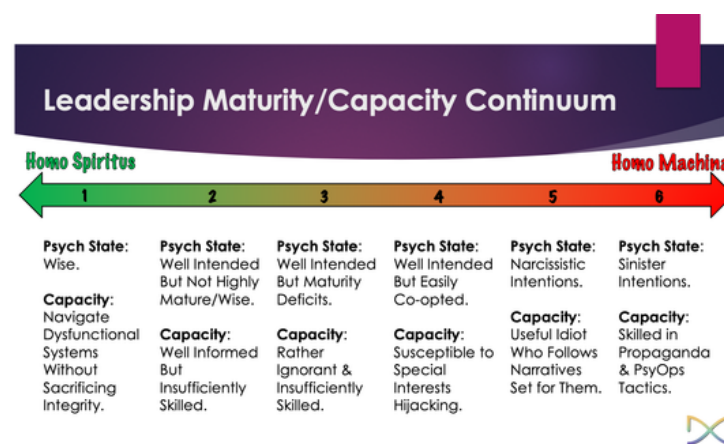 Leadership Maturity/Capacity Continuum
Homo Spiritus
Homo Machina
1 2 3 4 5 6
Psych State:
Wise.
Capacity:
Navigate
Dysfunctional
Systems
Without
Sacrificing
Integrity.
Psych State:
Well Intended
But Not Highly
Mature/Wise.
Capacity:
Well Informed
But
Insufficiently
Skilled.
Psych State:
Well Intended
But Maturity
Deficits.
Capacity:
Rather
Ignorant &
Insufficiently
Skilled.
Psych State:
Well Intended
But Easily
Co-opted.
Capacity:
Susceptible to
Special
Interests
Hijacking.
Psych State:
Narcissistic
Intentions.
Capacity:
Useful Idiot
Who Follows
Narratives
Set for Them.
Psych State:
Sinister
Intentions.
Capacity:
Skilled in
Propaganda
& PsyOps
Tactics.